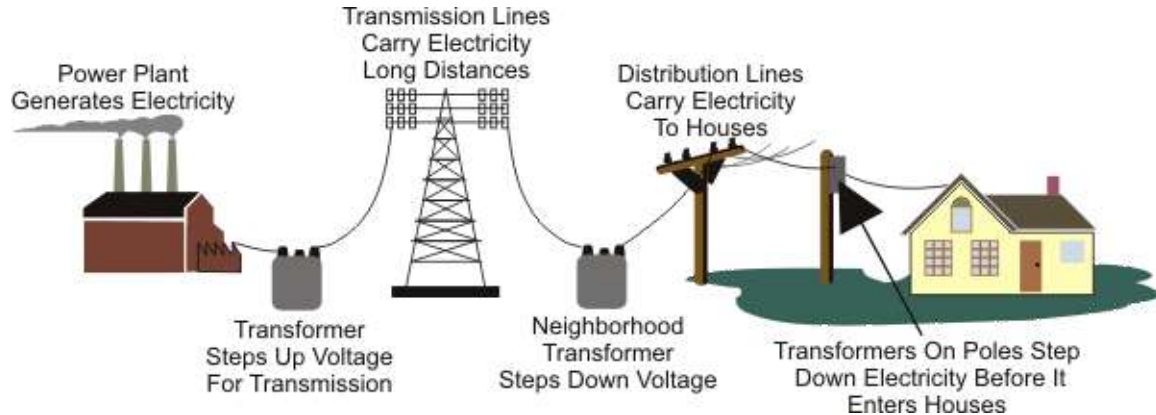 Power Plant
Generates Electricity
Transmission Lines
Carry Electricity
Long Distances
Distribution Lines
Carry Electricity
To Houses
Transformer
Steps Up Voltage
For Transmission
Neighborhood
Transformer
Steps Down Voltage
Transformers On Poles Step
Down Electricity Before It
Enters Houses